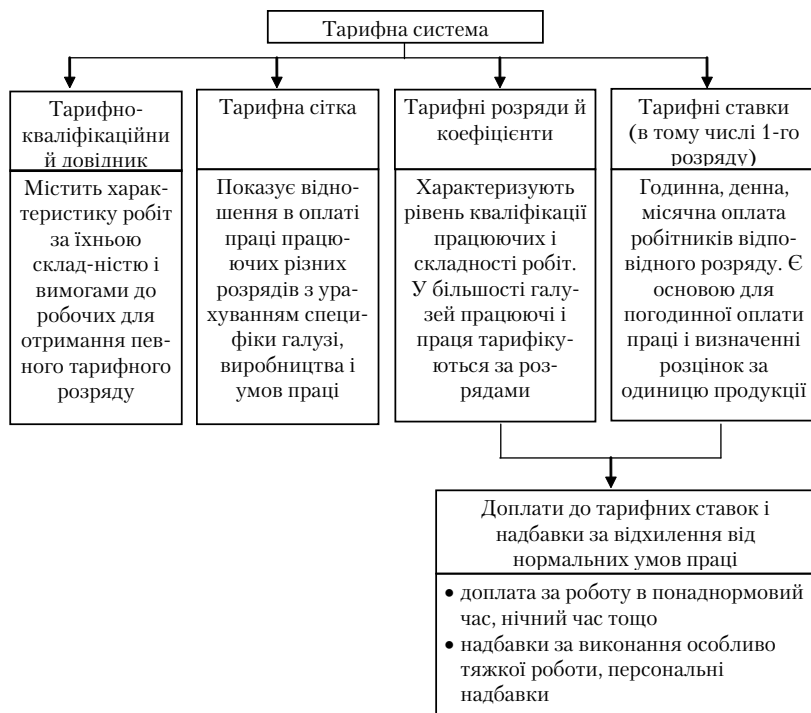 Тарифна система
Тарифно-
кваліфікаційни
й довідник
Містить харак-
теристику робіт
за їхньою
склад-ністю і
вимогами до
робочих для
отримання пев-
ного тарифного
розряду
Тарифна сітка
Показує відно-
шення в оплаті
праці працю-
ючих різних
розрядів з ура-
хуванням специ-
фіки галузі,
виробництва і
умов праці
Тарифні розряди й
коефіцієнти
Характеризують
рівень кваліфікації
працюючих і
складності робіт.
У більшості галу-
зей працюючі і
праця тарифіку-
ються за роз-
рядами
Тарифні ставки
(в тому числі 1-го
розряду)
Годинна, денна,
місячна оплата
робітників відпо-
відного розряду. Є
основою для
погодинної оплати
праці і визначенні
розцінок за
одиницю продукції
Доплати до тарифних ставок і
надбавки за відхилення від
нормальних умов праці
• доплата за роботу в понаднормовий
час, нічний час тощо
• надбавки за виконання особливо
тяжкої роботи, персональні
надбавки